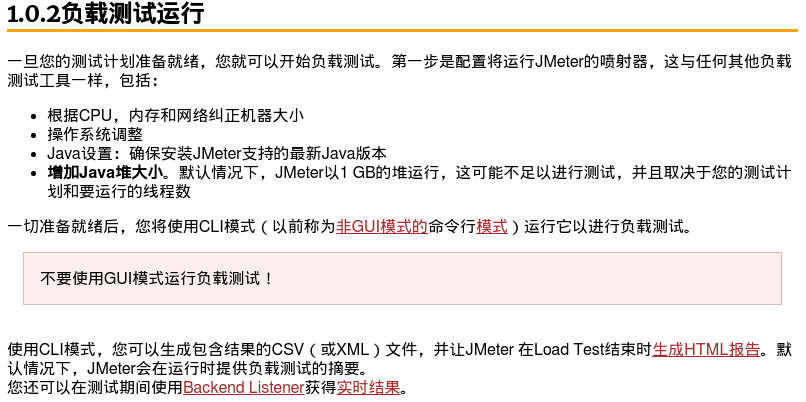 1.0.2负载测试运行
一旦您的测试计划准备就绪，您就可以开始负载测试。第一步是配置将运行JMeter的喷射器，这与任何其他负载
测试工具一样，包括：
根据CPU，内存和网络纠正机器大小
操作系统调整
Java设置：确保安装JMeter支持的最新Java版本
增加Java堆大小。默认情况下，JMeter以1 GB的堆运行，这可能不足以进行测试，并且取决于您的测试计
划和要运行的线程数
一切准备就绪后，您将使用CLI模式（以前称为非GUI模式的命令行模式）运行它以进行负载测试。
不要使用GUI模式运行负载测试！
使用CLI模式，您可以生成包含结果的CSV（或XML）文件，并让JMeter 在Load Test结束时生成HTML报告。默
认情况下，JMeter会在运行时提供负载测试的摘要。
您还可以在测试期间使用Backend Listener获得实时结果。